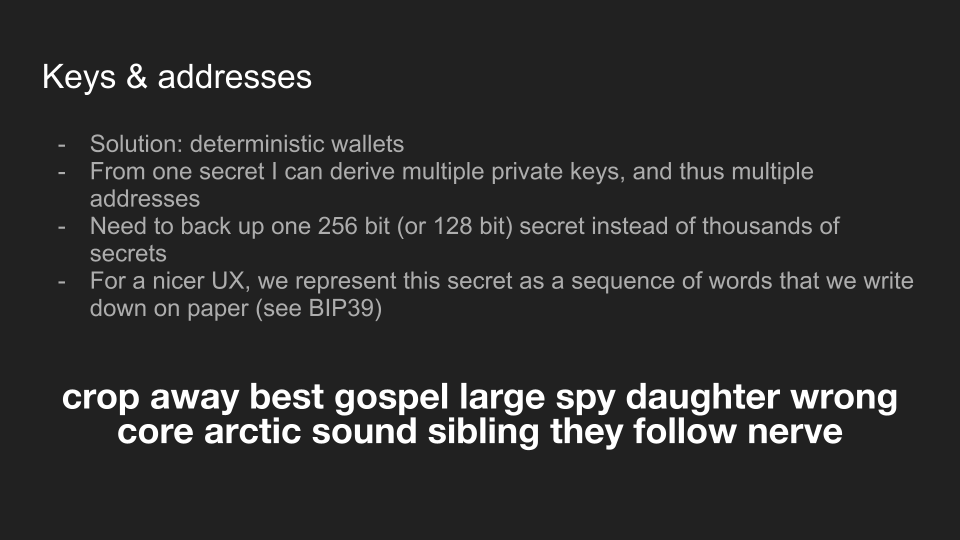 Keys & addresses
- Solution: deterministic wallets
- From one secret I can derive multiple private keys, and thus multiple
addresses
- Need to back up one 256 bit (or 128 bit) secret instead of thousands of
secrets
- For a nicer UX, we represent this secret as a sequence of words that we write
down on paper (see BIP39)
crop away best gospel large spy daughter wrong
core arctic sound sibling they follow nerve